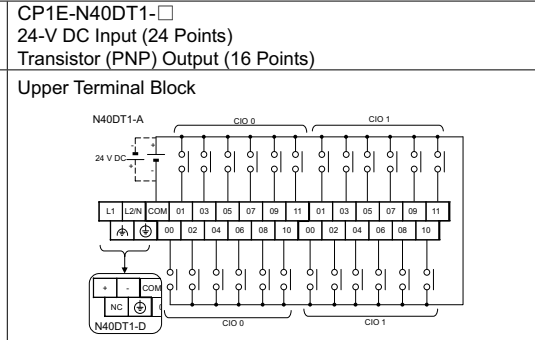 CP1E-N40DT1-□
24-V DC Input (24 Points)
Transistor (PNP) Output (16 Points)
Upper Terminal Block
N40DT1-A
CIO 0
CIO 1
24 V DC
- +
+ -
L1 L2/N COM 01 03 05 07 09 11 01 03 05 07 09 11
00 02 04 06 08 10 00 02 04 06 08 10
+ - COM
NC
N40DT1-D
CIO 0
CIO 1